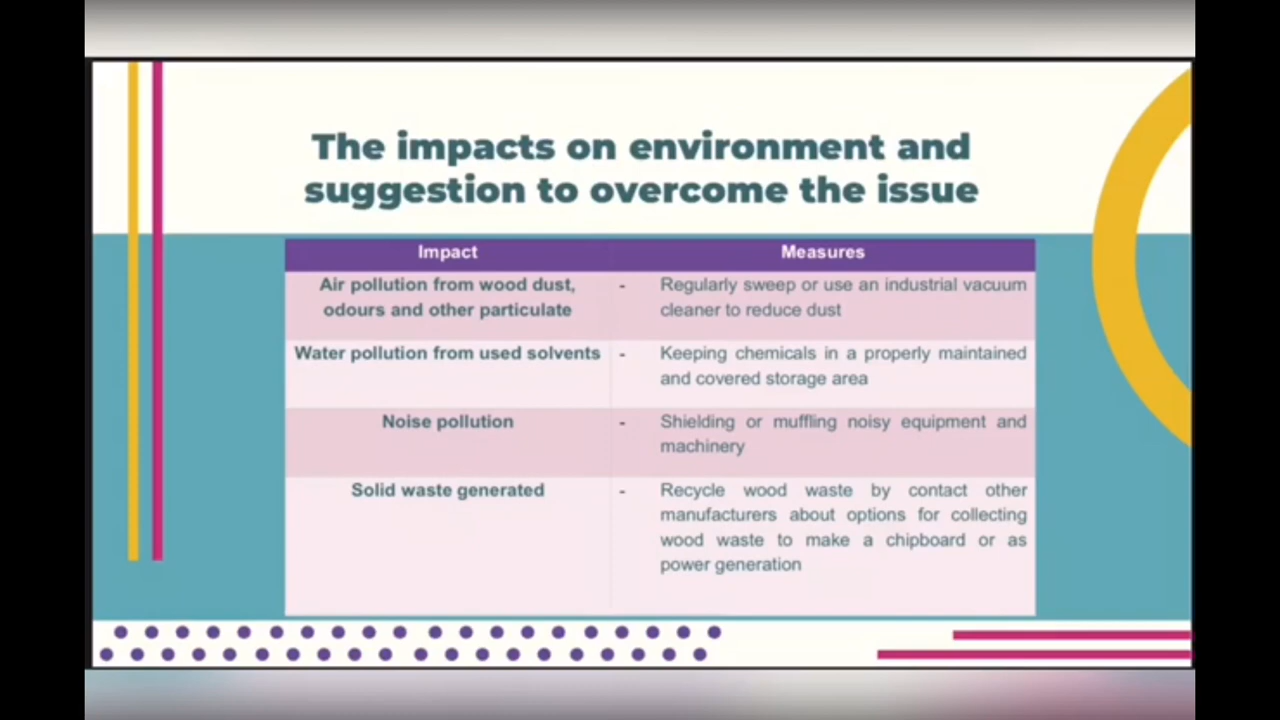 The impacts on environment and
suggestion to overcome the issue
Impact Measures
Air pollution from wood dust,
odours and other particulate
- Regularly sweep or use an industrial vacuum
cleaner to reduce dust
Water pollution from used solvents
- Keeping chemicals in a properly maintained
and covered storage area
Noise pollution
- Shielding or muffling noisy equipment and
machinery
Solid waste generated
- Recycle wood waste by contact other
manufacturers about options for collecting
wood waste to make a chipboard or as
power generation